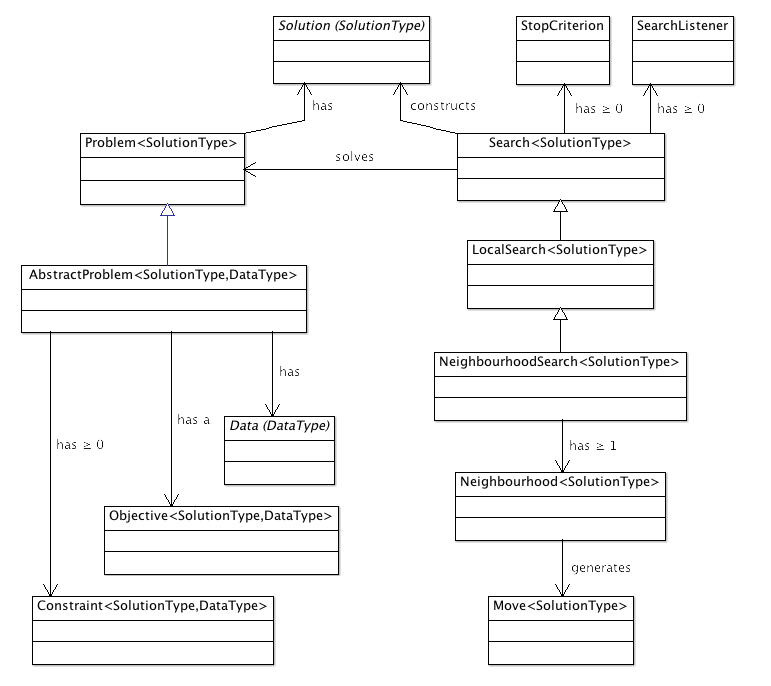 Solution (SolutionType)
StopCriterion
SearchListener
has
constructs
has ≥ 0
has ≥ 0
Problem<SolutionType>
solves
Search<SolutionType>
LocalSearch<SolutionType>
AbstractProblem<SolutionType,DataType>
NeighbourhoodSearch<SolutionType>
has
has a
Data (DataType)
has ≥ 0
has ≥ 1
Neighbourhood<SolutionType>
Objective<SolutionType,DataType>
generates
Constraint<SolutionType,DataType>
Move<SolutionType>